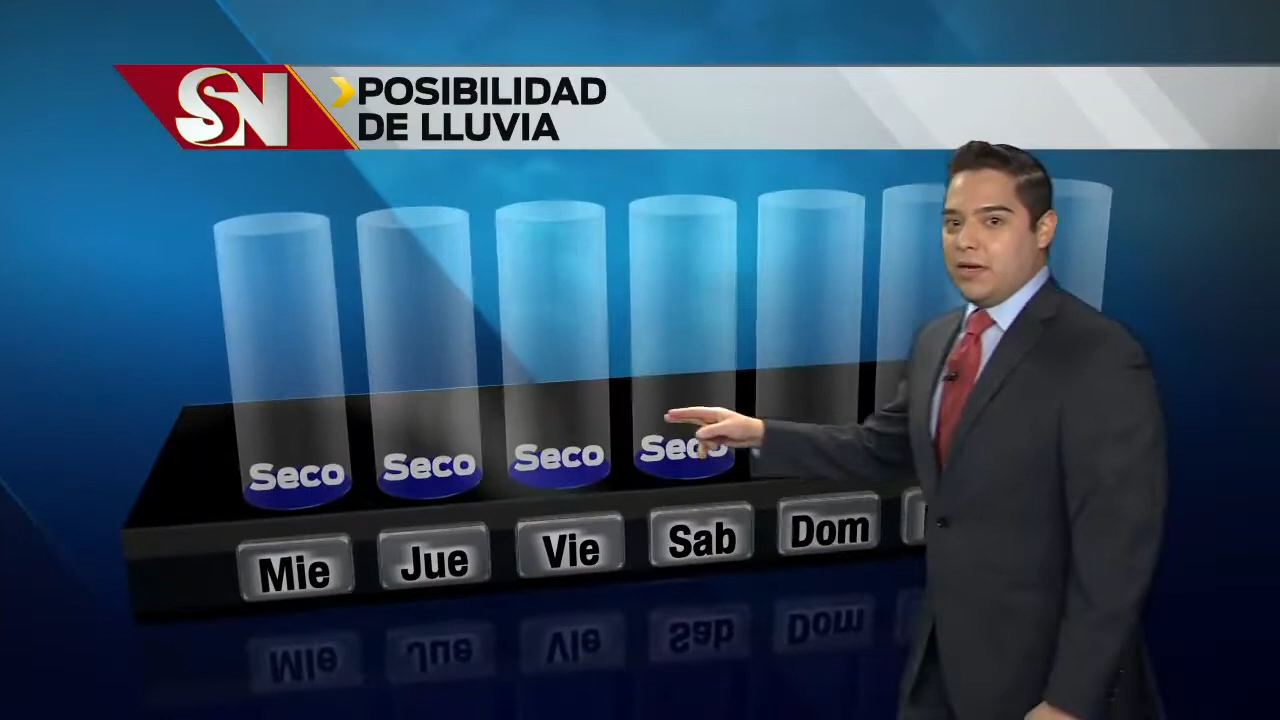 SN
POSIBILIDAD
DE LLUVIA
Seco Seco Seco Seco
Mie Jue Vie Sab Dom